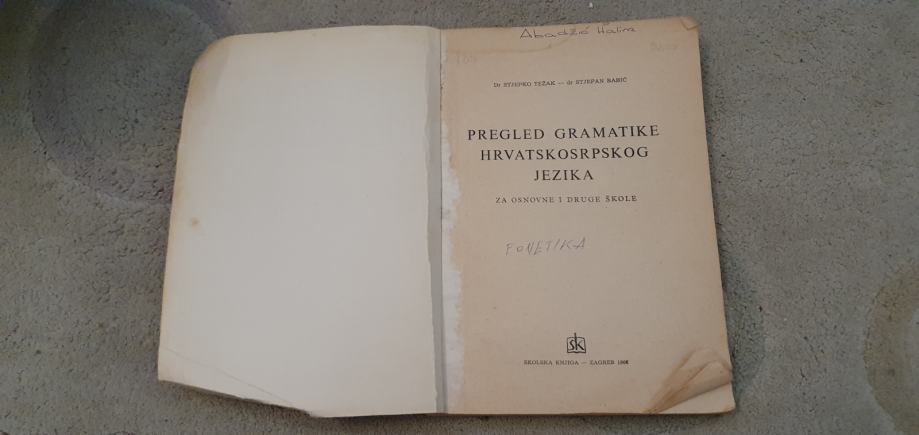 Abadžić Halim
Dr STJEPKO TEŽAK — dr STJEPAN BABIĆ
PREGLED GRAMATIKE
HRVATSKOSRPSKOG
JEZIKA
ZA OSNOVNE I DRUGE ŠKOLE
FONETIKA
ŠK
ŠKOLSKA KNJIGA — ZAGREB 1966